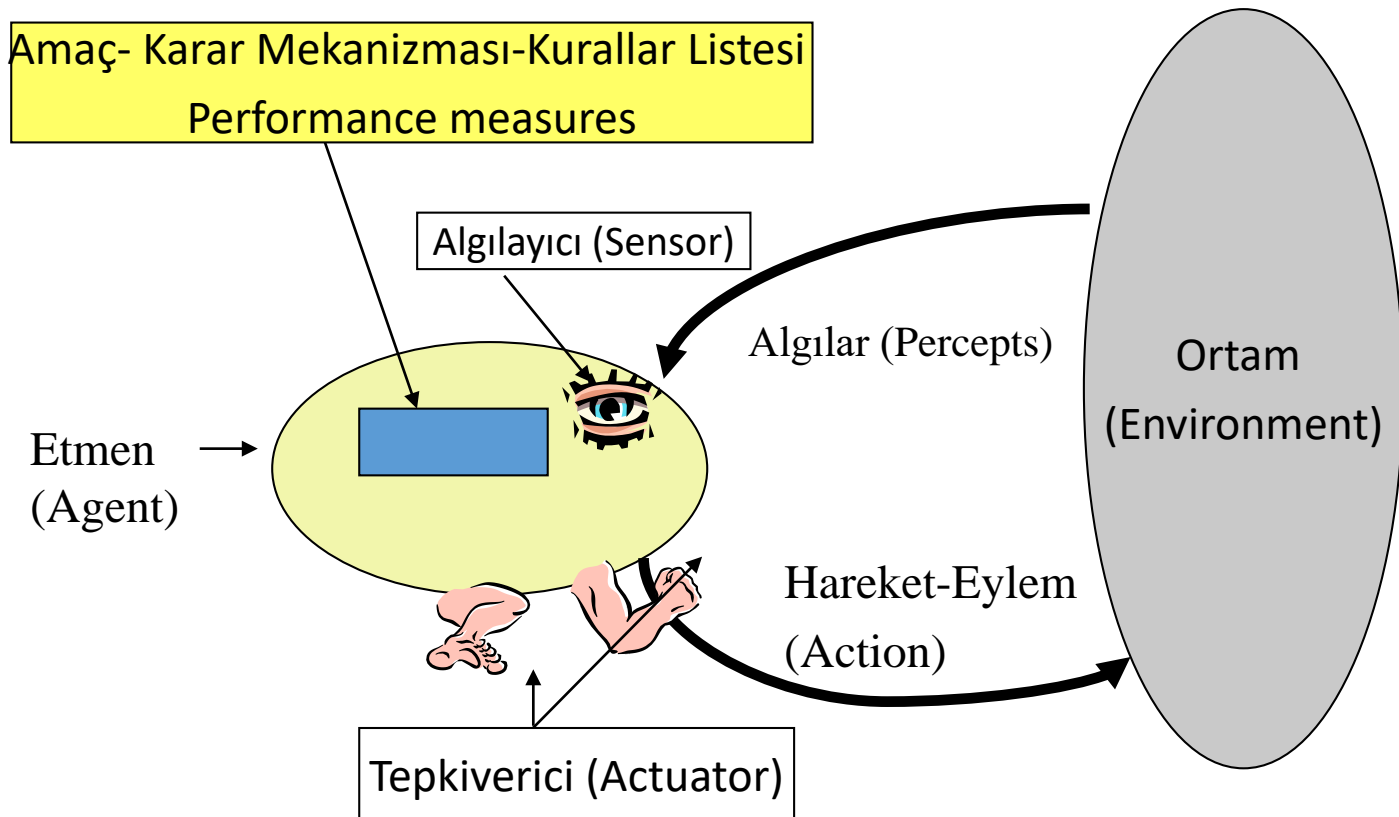 Amaç- Karar Mekanizması-Kurallar Listesi
Performance measures
Algılayıcı (Sensor)
Algılar (Percepts)
Ortam
(Environment)
Etmen
(Agent)
Hareket-Eylem
(Action)
Tepkiverici (Actuator)